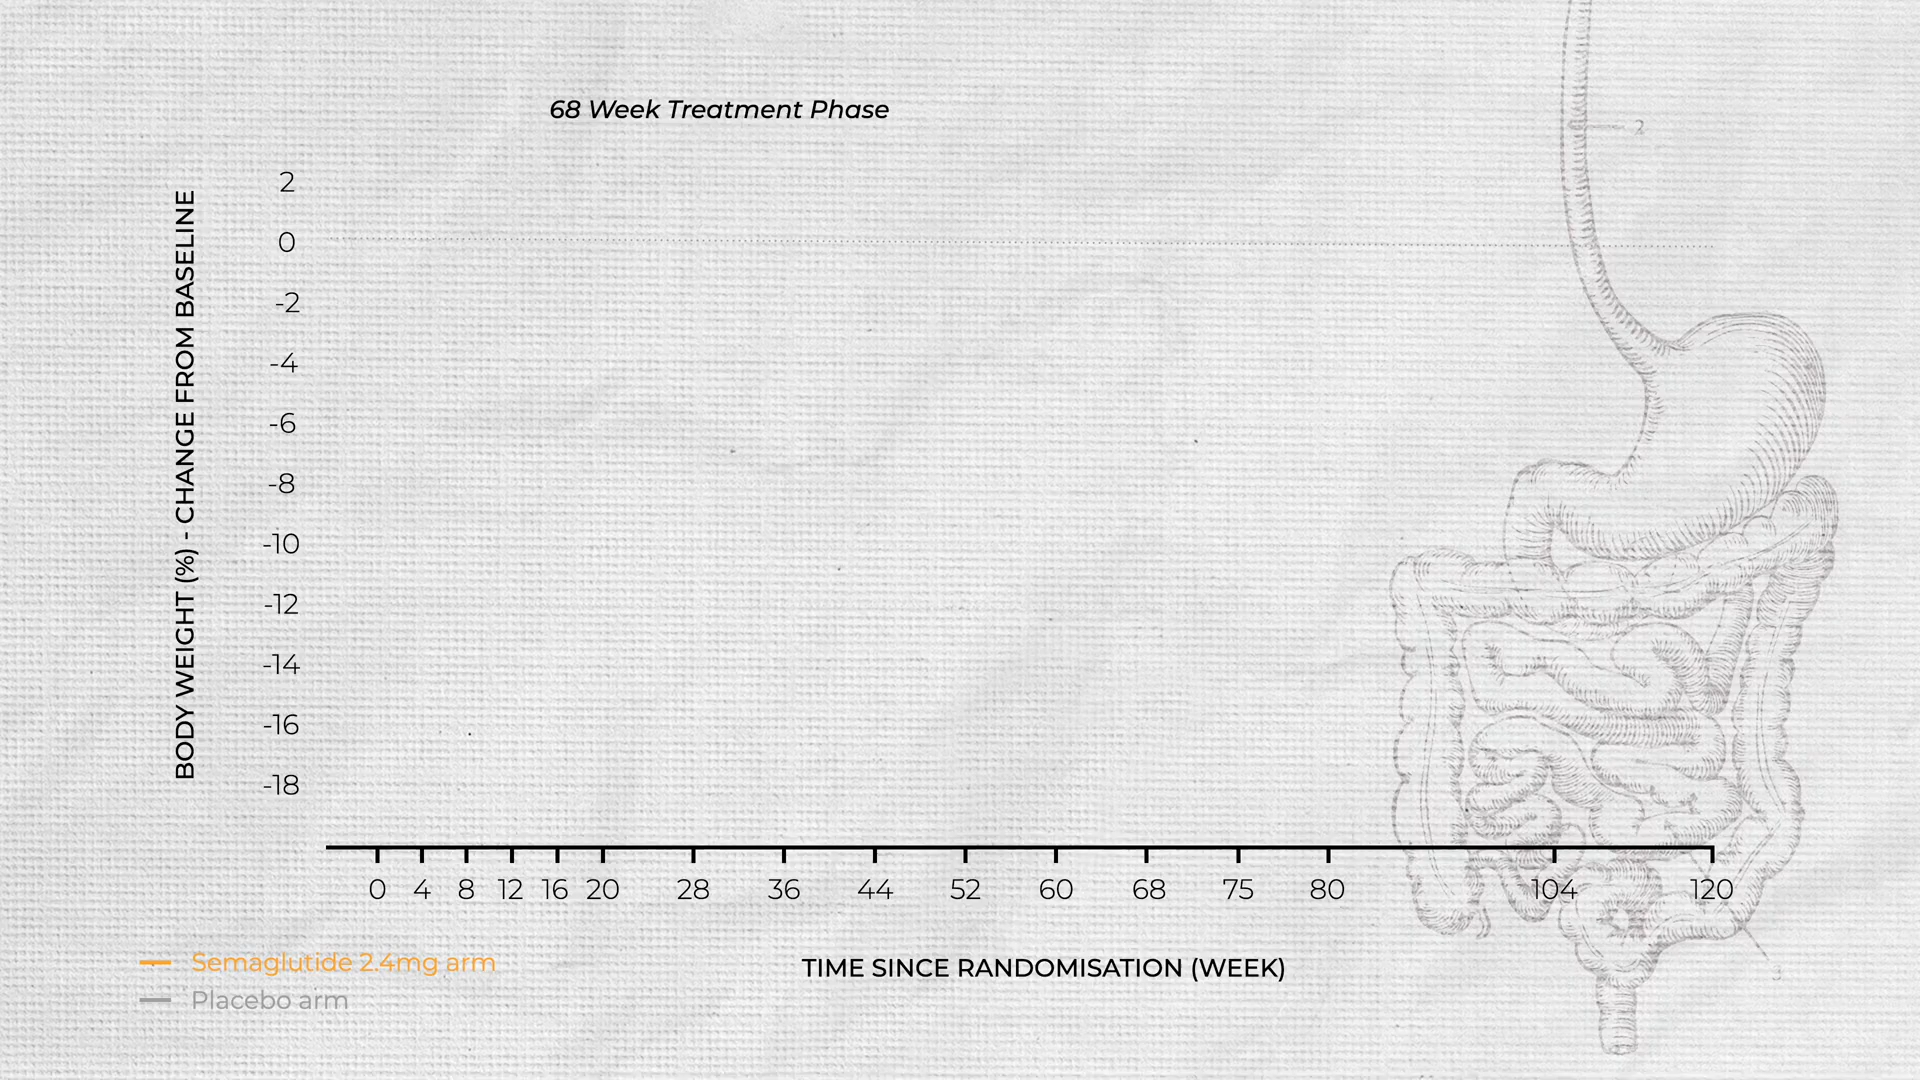 68 Week Treatment Phase
BODY WEIGHT (%) - CHANGE FROM BASELINE
2
0
-2
-4
-6
-8
-10
-12
-14
-16
-18
0 4 8 12 16 20 28 36 44 52 60 68 75 80 104 120
TIME SINCE RANDOMISATION (WEEK)
Semaglutide 2.4mg arm
Placebo arm
2
3